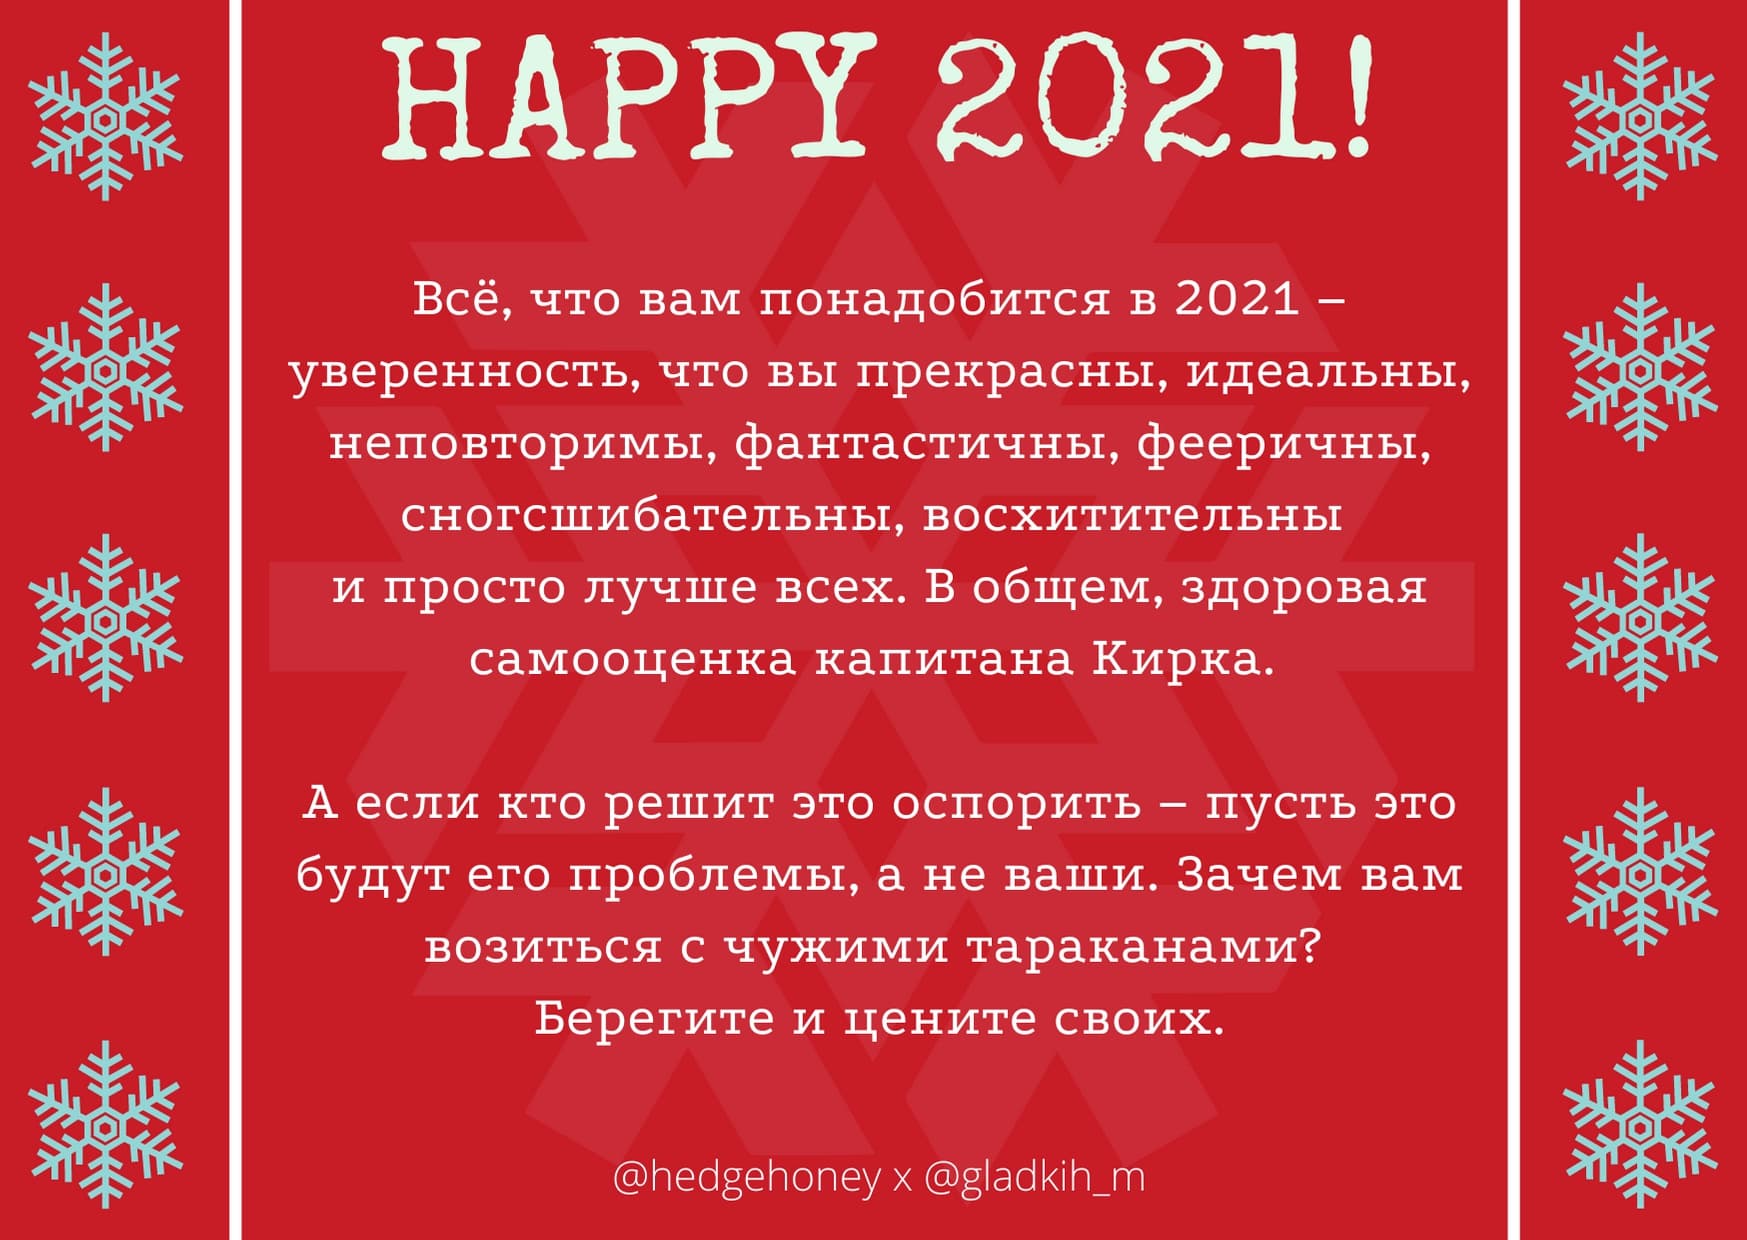 HAPPY 2021!
Всё, что вам понадобится в 2021 –
уверенность, что вы прекрасны, идеальны,
неповторимы, фантастичны, фееричны,
сногсшибательны, восхитительны
и просто лучше всех. В общем, здоровая
самооценка капитана Кирка.
А если кто решит это оспорить – пусть это
будут его проблемы, а не ваши. Зачем вам
возиться с чужими тараканами?
Берегите и цените своих.
@hedgehoney x @gladkih_m